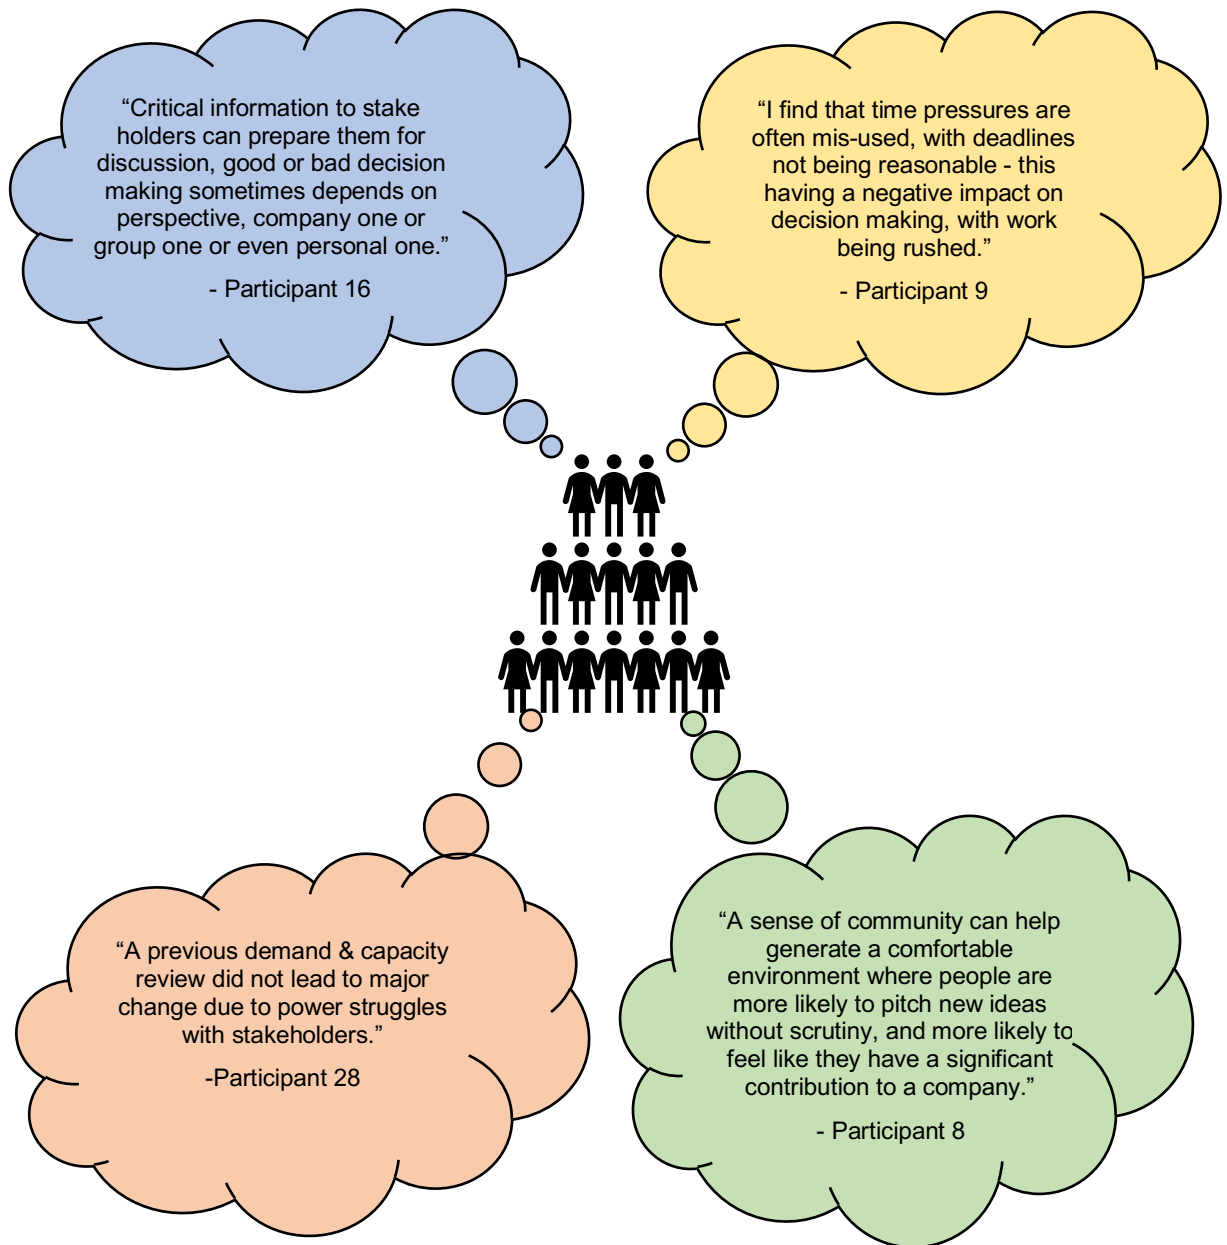 “Critical information to stake
holders can prepare them for
discussion, good or bad decision
making sometimes depends on
perspective, company one or
group one or even personal one.”
- Participant 16
“I find that time pressures are
often mis-used, with deadlines
not being reasonable - this
having a negative impact on
decision making, with work
being rushed.”
- Participant 9
“A previous demand & capacity
review did not lead to major
change due to power struggles
with stakeholders.”
-Participant 28
“A sense of community can help
generate a comfortable
environment where people are
more likely to pitch new ideas
without scrutiny, and more likely to
feel like they have a significant
contribution to a company.”
- Participant 8